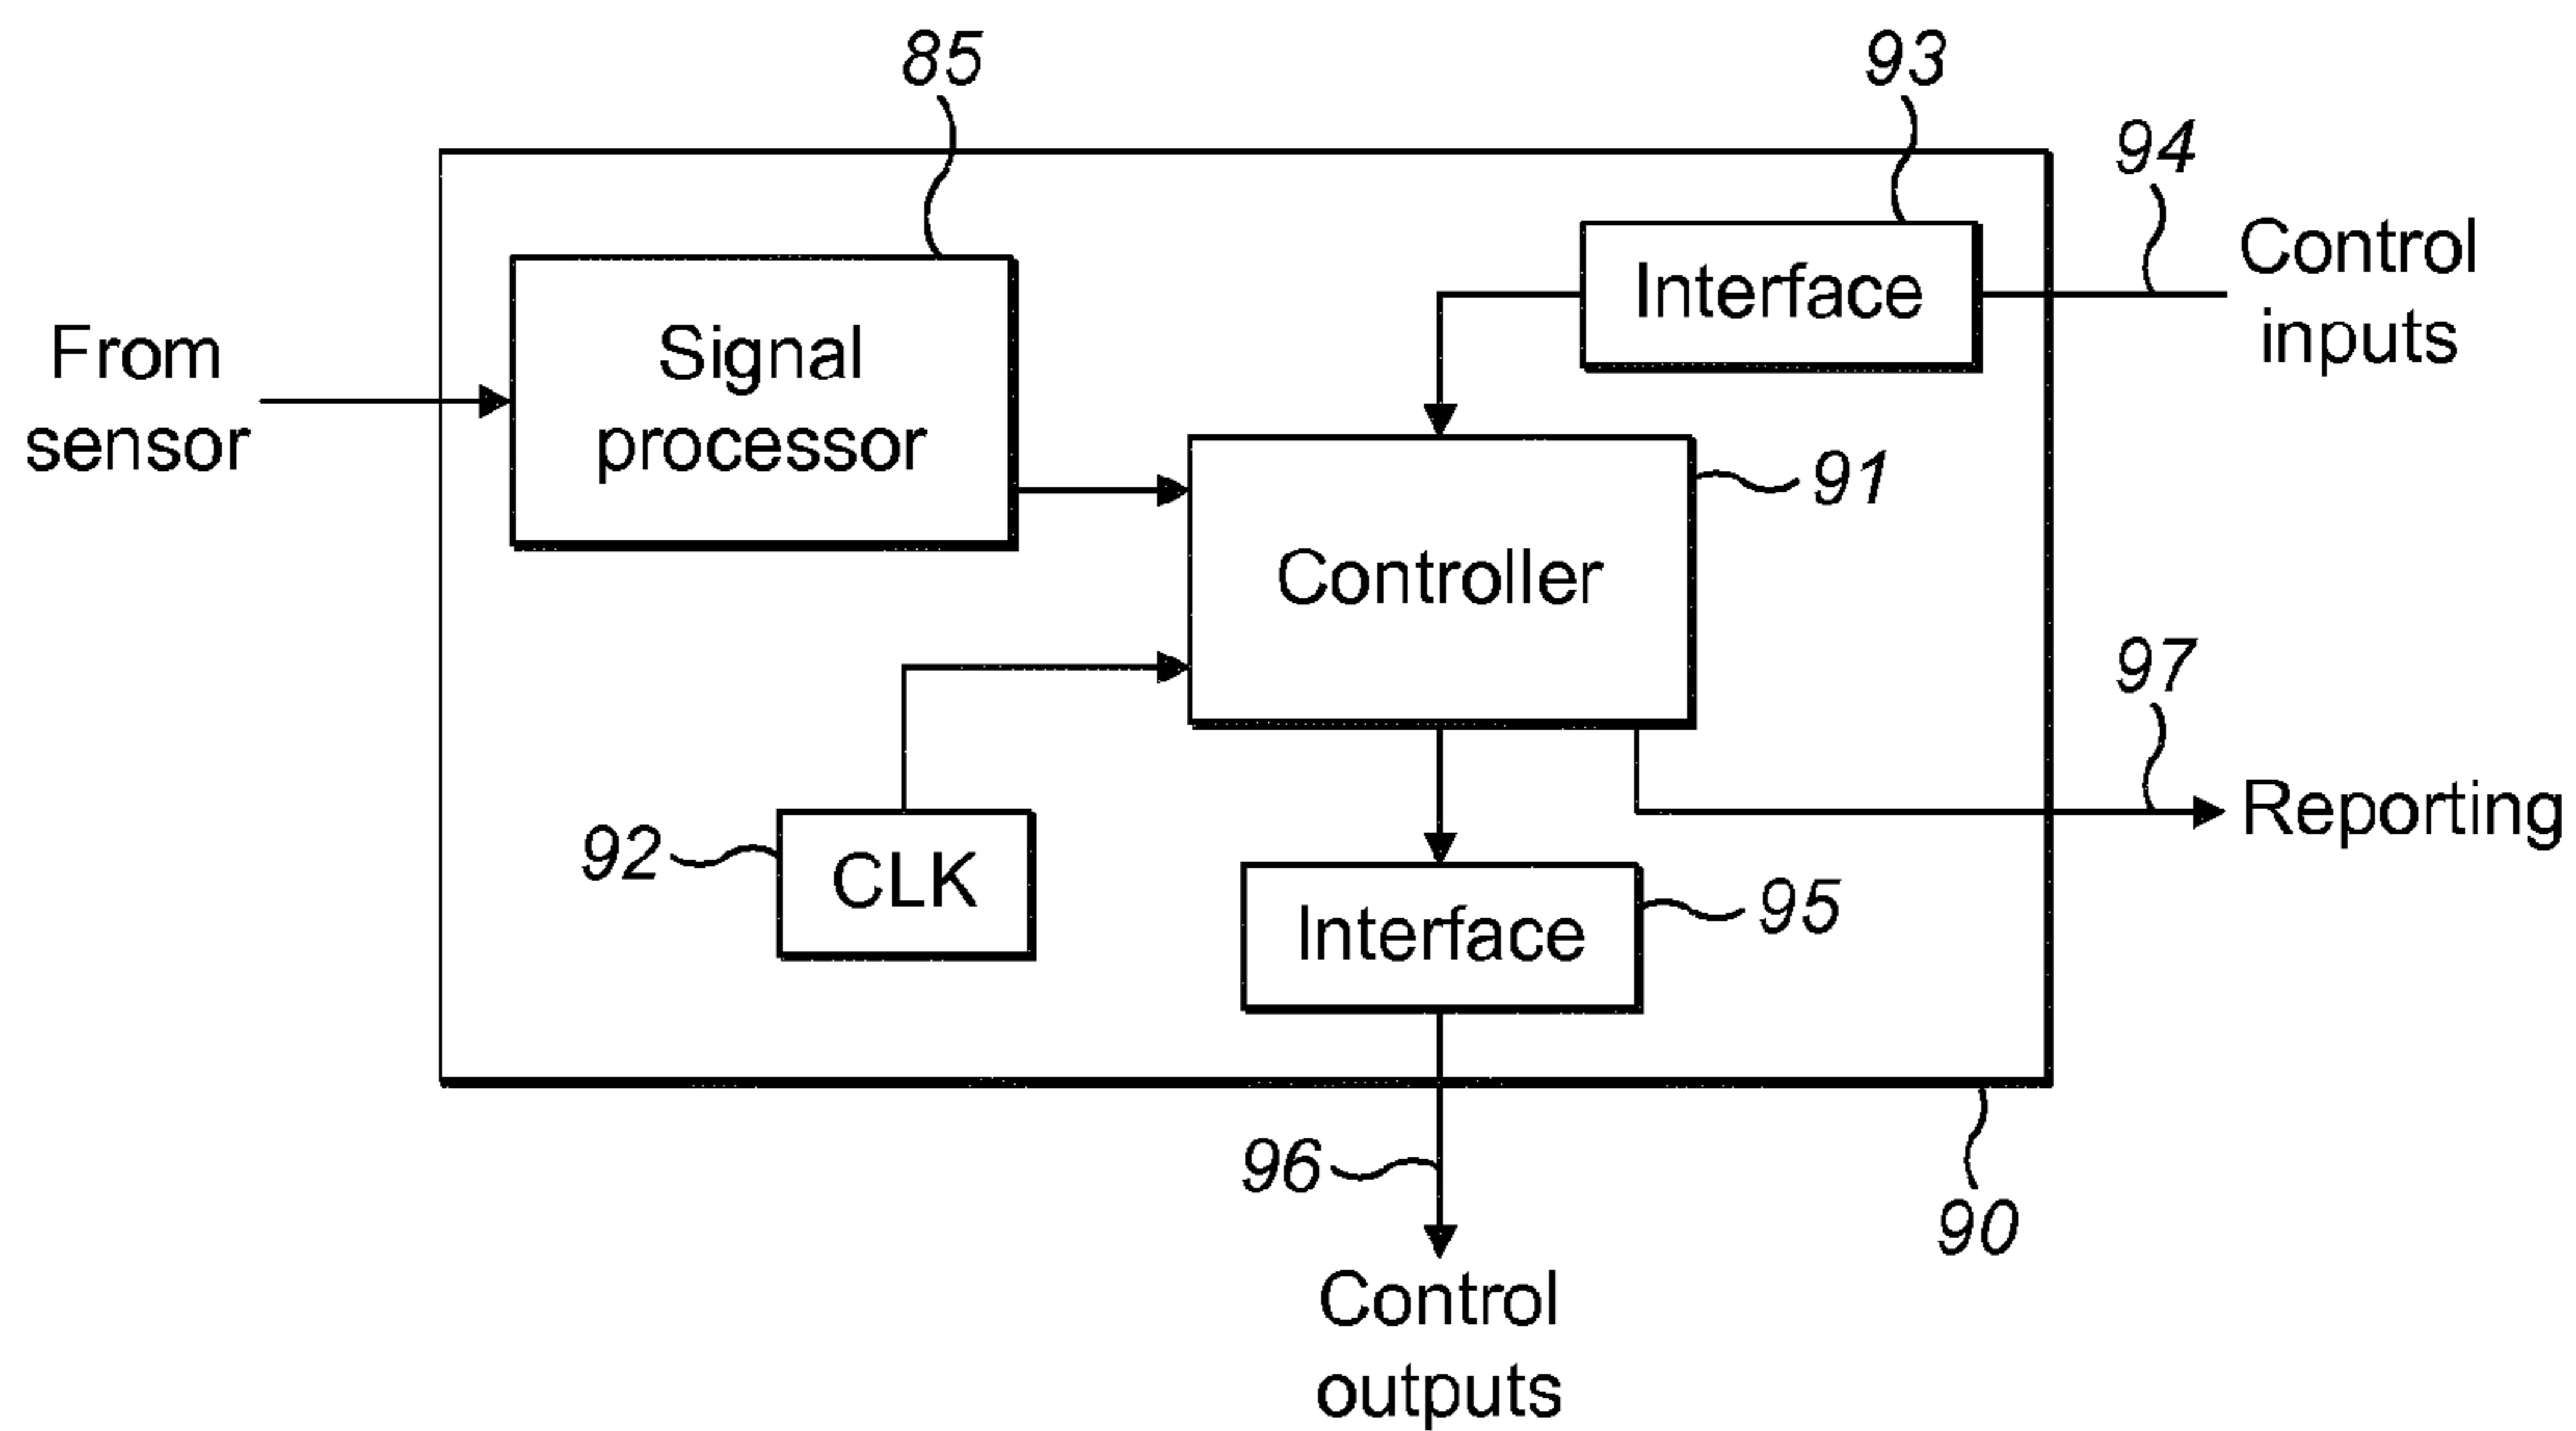 85
93
94
Control
inputs
Interface
From
sensor
Signal
processor
91
Controller
97
Reporting
92
CLK
95
Interface
96
90
Control
outputs